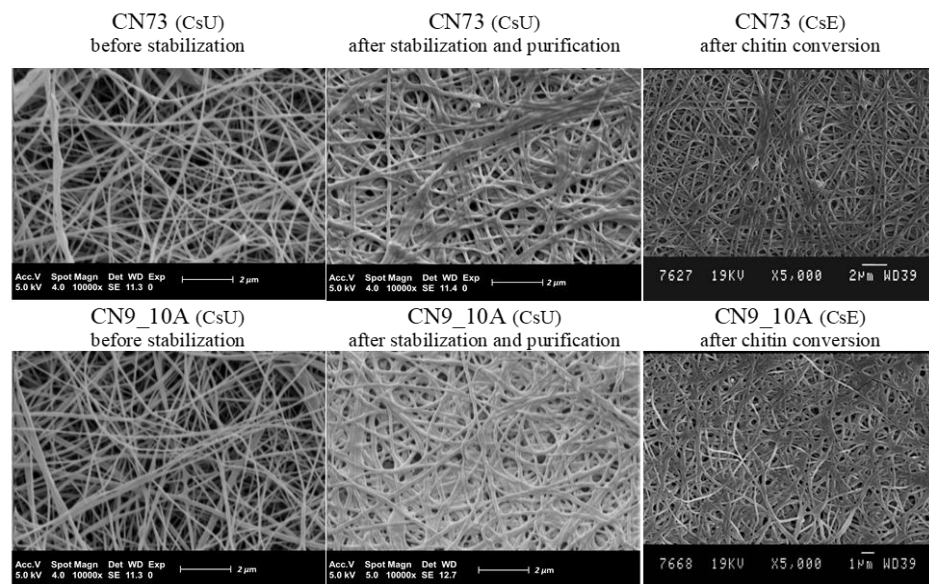 CN73 (CsU)
before stabilization
CN73 (CsU)
after stabilization and purification
CN73 (CsE)
after chitin conversion
Acc.V Spot Magn Det WD Exp
5.0 kV 4.0 10000x SE 11.3 0
2 µm
Acc.V Spot Magn Det WD Exp
5.0 kV 4.0 10000x SE 11.4 0
2 µm
7627 19KV X5,000 2µm WD39
CN9_10A (CsU)
before stabilization
CN9_10A (CsU)
after stabilization and purification
CN9_10A (CsE)
after chitin conversion
Acc.V Spot Magn Det WD Exp
5.0 kV 4.0 10000x SE 11.3 0
2 µm
Acc.V Spot Magn Det WD
5.0 kV 5.0 10000x SE 12.7
2 µm
7668 19KV X5,000 1µm WD39